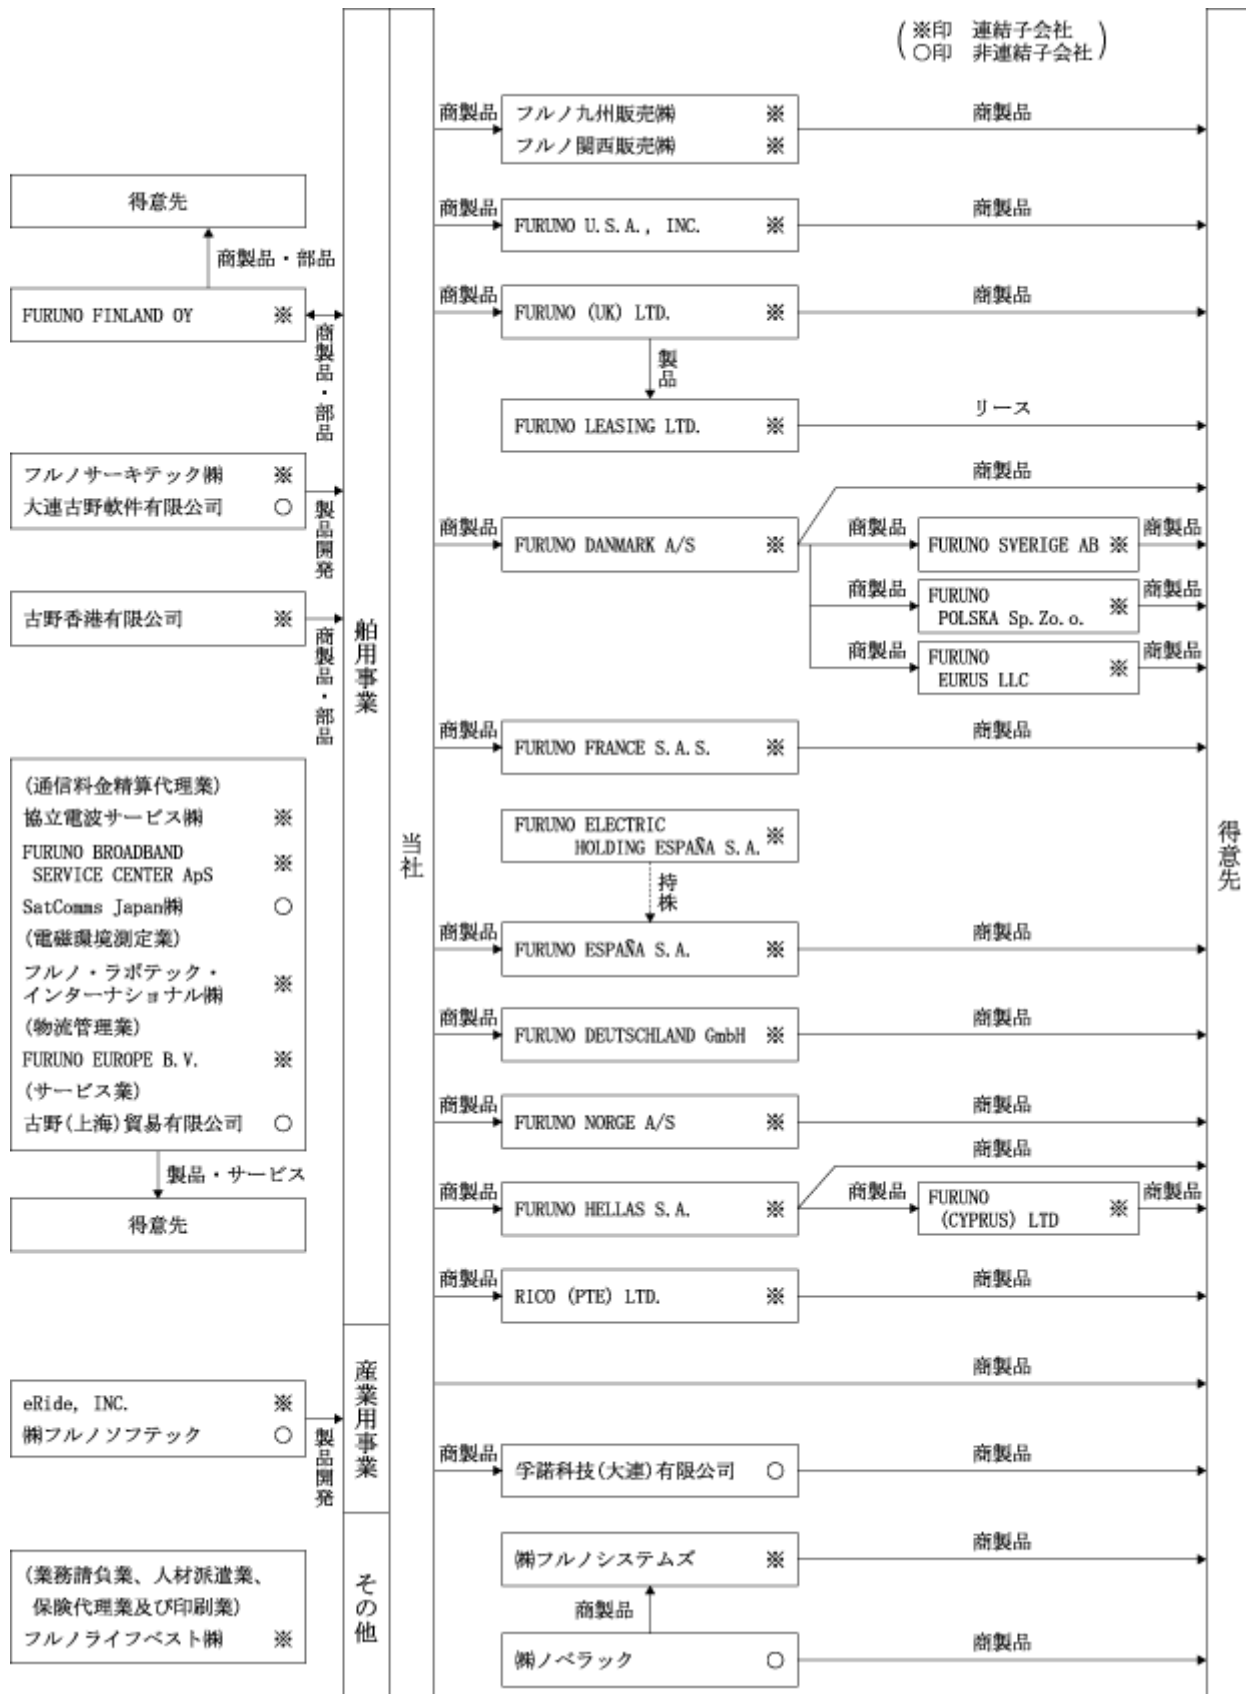 ※印 連結子会社
○印 非連結子会社
得意先
商製品・部品
FURUNO FINLAND OY ※
商製品・部品
フルノサーキテック㈱ ※
大連古野軟件有限公司 ○
製品開発
古野香港有限公司 ※
商製品・部品
(通信料金精算代理業)
協立電波サービス㈱ ※
FURUNO BROADBAND
SERVICE CENTER ApS ※
SatComms Japan㈱ ○
(電磁環境測定業)
フルノ・ラボテック・
インターナショナル㈱ ※
(物流管理業)
FURUNO EUROPE B.V. ※
(サービス業)
古野(上海)貿易有限公司 ○
製品・サービス
得意先
eRide, INC. ※
㈱フルノソフテック ○
製品開発
(業務請負業、人材派遣業、
保険代理業及び印刷業)
フルノライフベスト㈱ ※
舶用事業
産業用事業
その他
当社
商製品
フルノ九州販売㈱ ※
フルノ関西販売㈱ ※
商製品
商製品
FURUNO U.S.A., INC. ※
商製品
商製品
FURUNO (UK) LTD. ※
商製品
製品
FURUNO LEASING LTD. ※
リース
商製品
FURUNO DANMARK A/S ※
商製品
商製品
FURUNO SVERIGE AB ※
商製品
商製品
FURUNO
POLSKA Sp.Zo.o. ※
商製品
商製品
FURUNO
EURUS LLC ※
商製品
商製品
FURUNO FRANCE S.A.S. ※
商製品
FURUNO ELECTRIC
HOLDING ESPAÑA S.A. ※
持株
商製品
FURUNO ESPAÑA S.A. ※
商製品
商製品
FURUNO DEUTSCHLAND GmbH ※
商製品
商製品
FURUNO NORGE A/S ※
商製品
商製品
FURUNO HELLAS S.A. ※
商製品
商製品
FURUNO
(CYPRUS) LTD ※
商製品
商製品
RICO (PTE) LTD. ※
商製品
商製品
商製品
孚諾科技(大連)有限公司 ○
商製品
㈱フルノシステムズ ※
商製品
商製品
㈱ノベラック ○
商製品
得意先